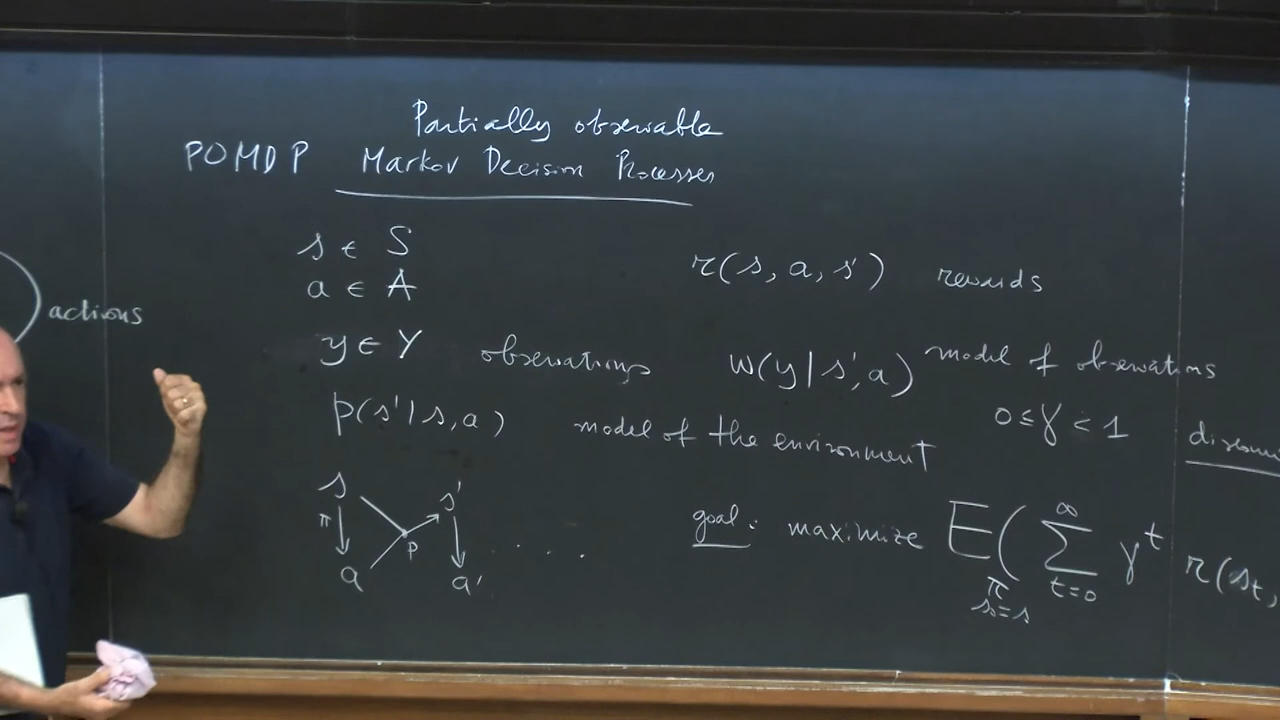 Partially observable
POMDP Markov Decision Processes
s ∈ S
r(s, a, s') rewards
a ∈ A
actions
y ∈ Y observations w(y | s', a) model of observations
p(s' | s, a) model of the environment
0 ≤ γ < 1
s s'
π p
a a' . . . .
goal: maximize E ( ∑ γ^t r(s_t,
∞
t=0
π
s=s